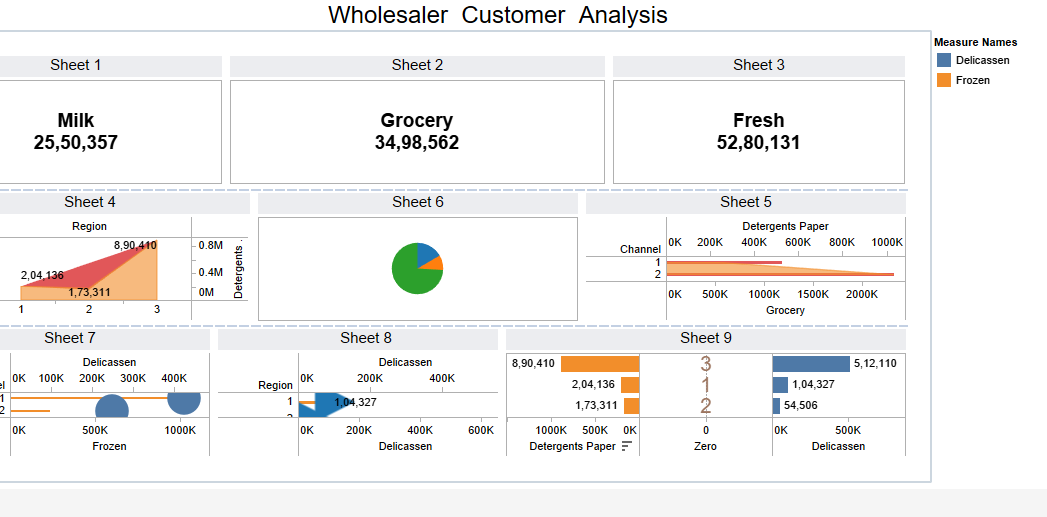 Wholesaler Customer Analysis
Measure Names
Delicassen
Frozen
Sheet 1
Sheet 2
Sheet 3
Milk
25,50,357
Grocery
34,98,562
Fresh
52,80,131
Sheet 4
Sheet 6
Sheet 5
Region
8,90,410
2,04,136
1,73,311
0.8M
0.4M
0M
Detergents .
1 2 3
Detergents Paper
Channel
0K 200K 400K 600K 800K 1000K
1
2
0K 500K 1000K 1500K 2000K
Grocery
Sheet 7
Sheet 8
Sheet 9
Delicassen
0K 100K 200K 300K 400K
1
2
0K 500K 1000K
Frozen
Delicassen
Region
0K 200K 400K
1
1,04,327
0K 200K 400K 600K
Delicassen
8,90,410 3 5,12,110
2,04,136 1 1,04,327
1,73,311 2 54,506
1000K 500K 0K 0 0K 500K
Detergents Paper Zero Delicassen